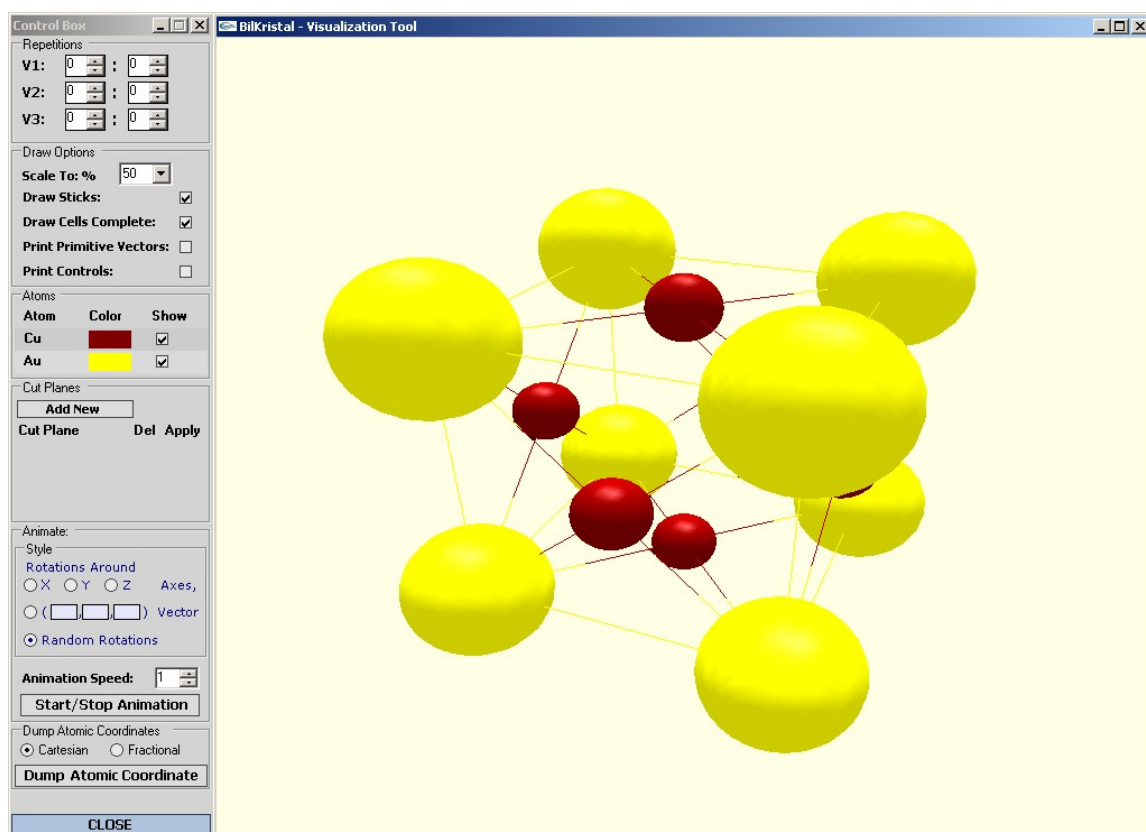 Control Box
BilKristal - Visualization Tool
Repetitions
V1: 0 : 0
V2: 0 : 0
V3: 0 : 0
Draw Options
Scale To: % 50
Draw Sticks:
Draw Cells Complete:
Print Primitive Vectors:
Print Controls:
Atoms
Atom Color Show
Cu
Au
Cut Planes
Add New
Cut Plane Del Apply
Animate:
Style
Rotations Around
X Y Z Axes,
( , , ) Vector
Random Rotations
Animation Speed: 1
Start/Stop Animation
Dump Atomic Coordinates
Cartesian Fractional
Dump Atomic Coordinate
CLOSE